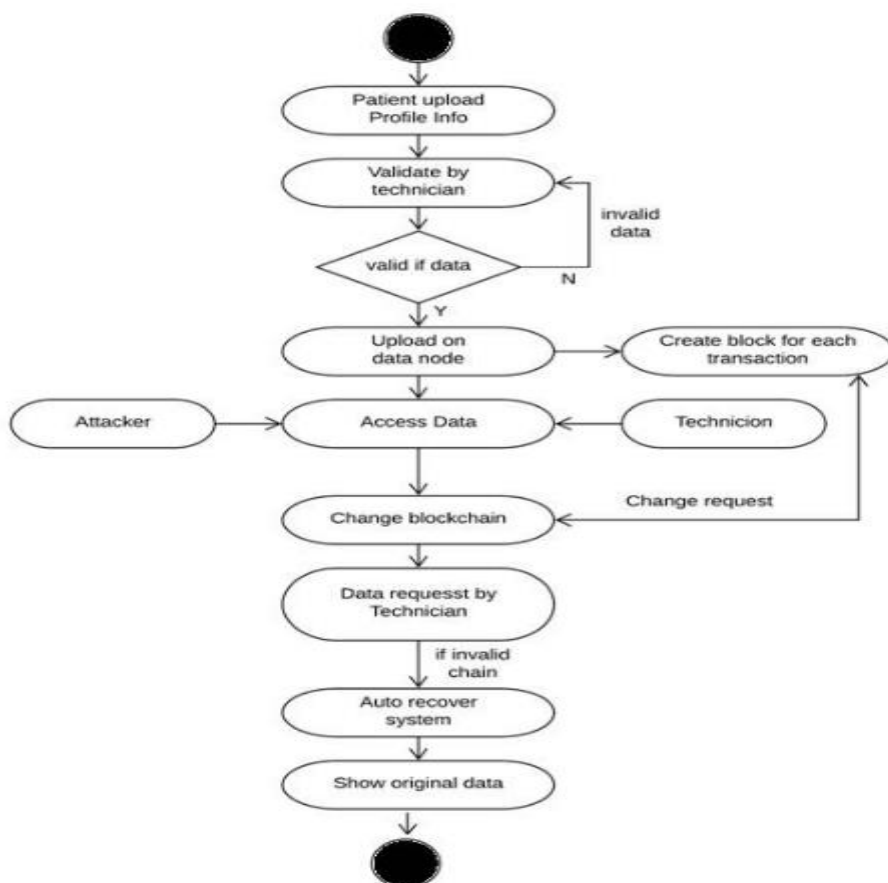 Patient upload
Profile Info
Validate by
technician
invalid
data
valid if data
N
Y
Upload on
data node
Create block for each
transaction
Attacker
Access Data
Technicion
Change request
Change blockchain
Data requesst by
Technician
if invalid
chain
Auto recover
system
Show original data